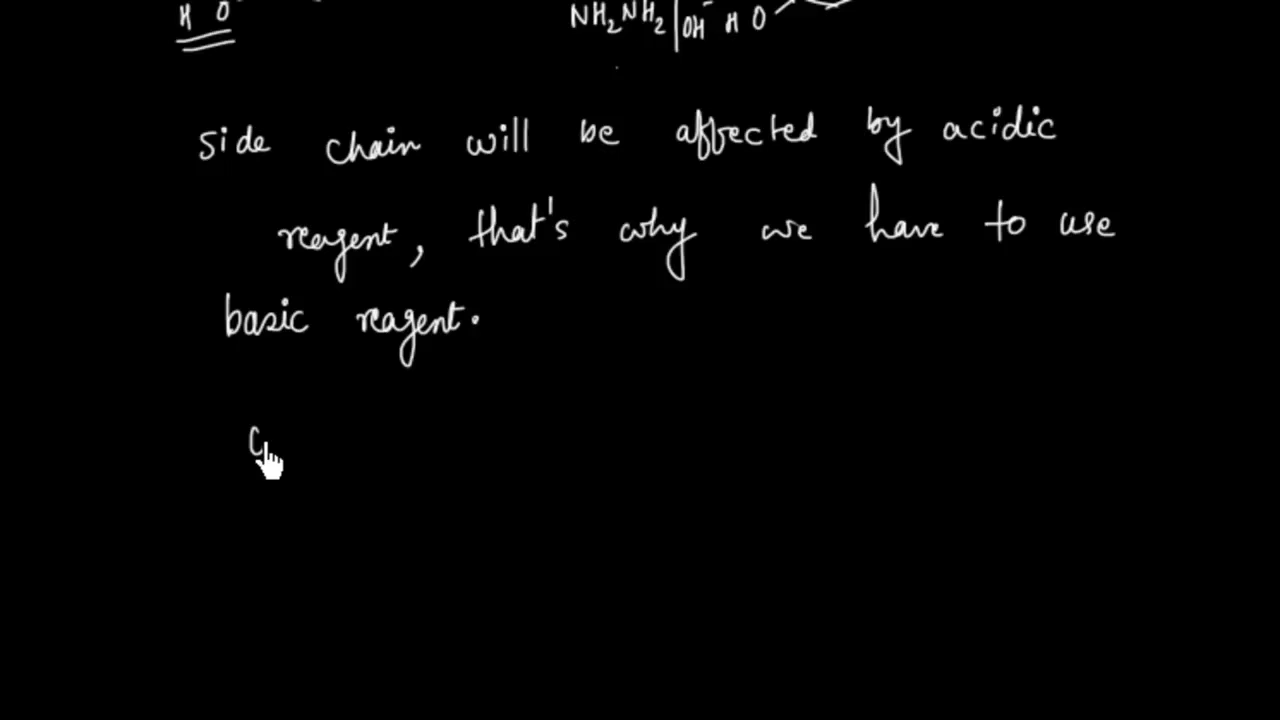 H O NH₂NH₂|OH⁻ H O
side chain will be affected by acidic
reagent, that's why we have to use
basic reagent.